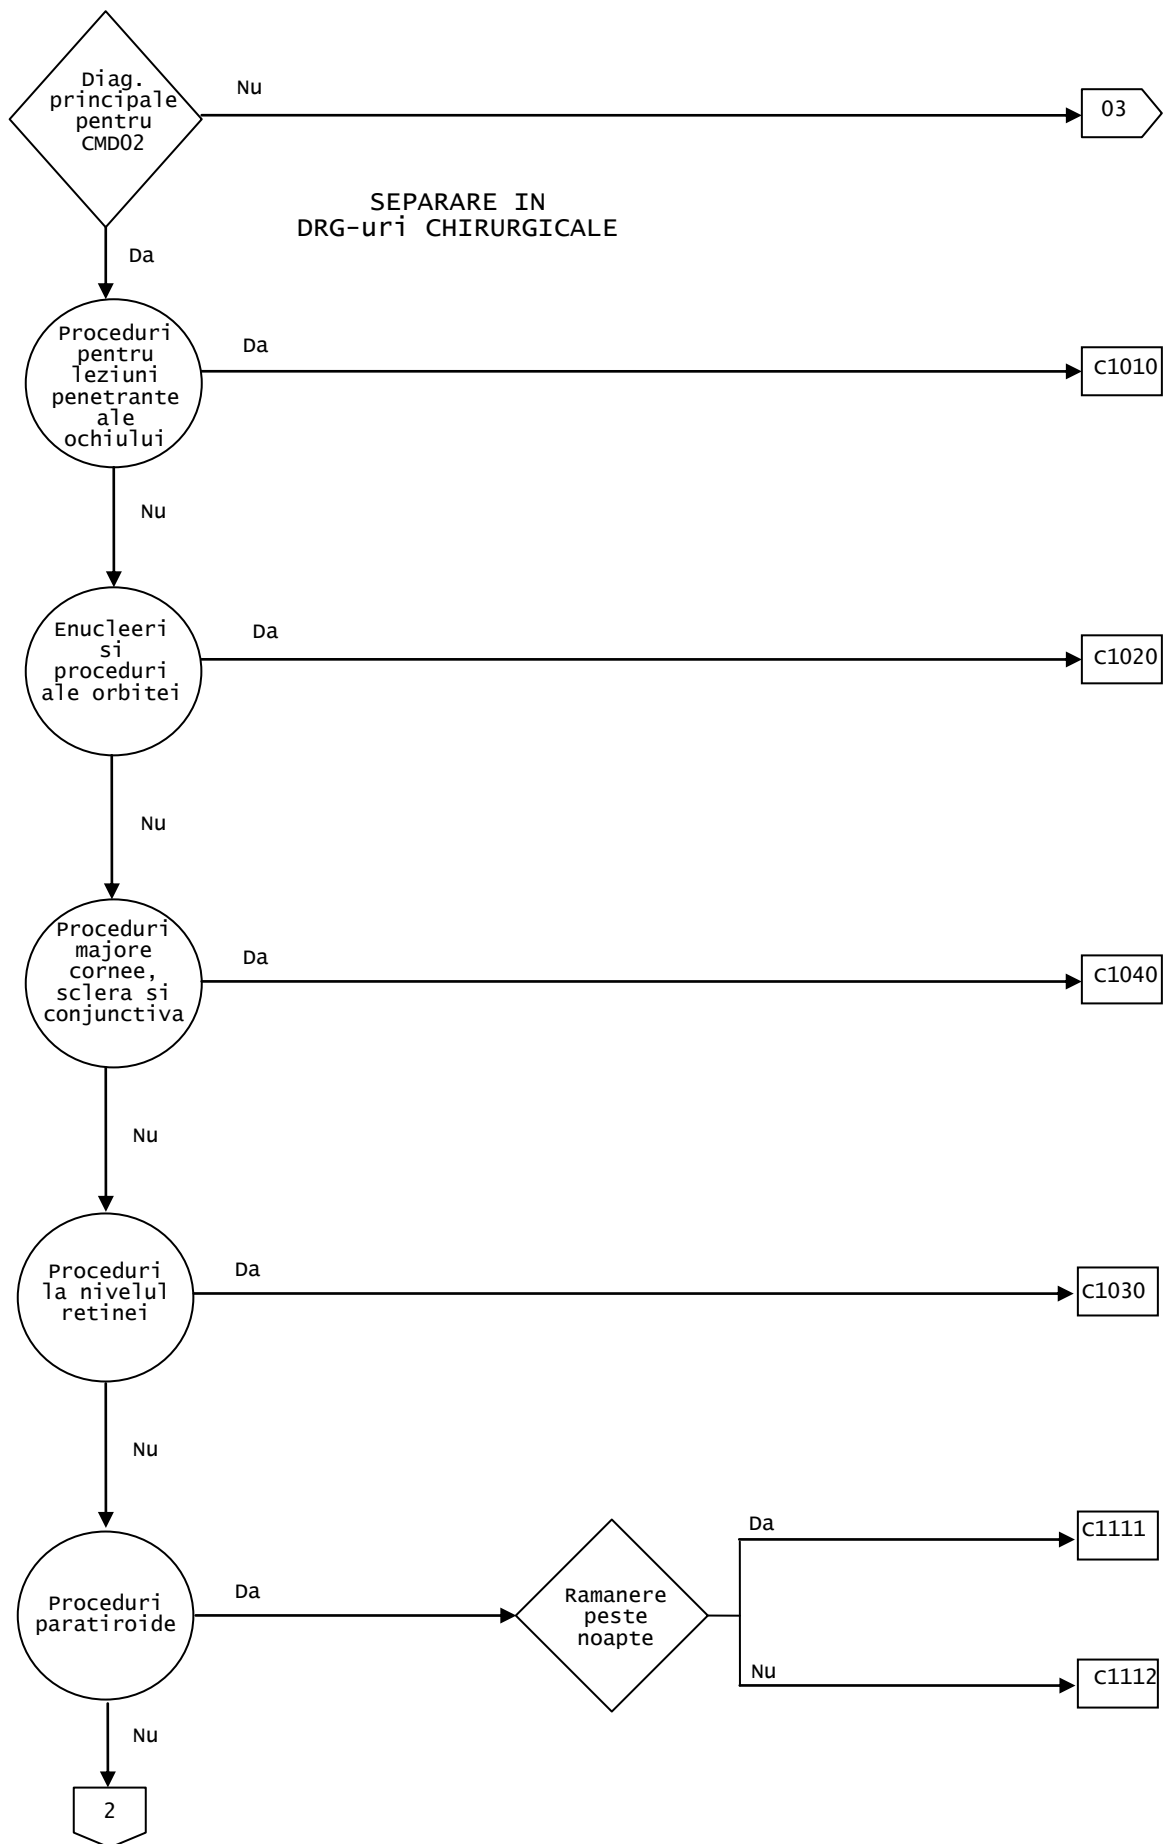 Diag.
principale
pentru
CMD02
Nu
03
SEPARARE IN
DRG-uri CHIRURGICALE
Da
Proceduri
pentru
leziuni
penetrante
ale
ochiului
Da
C1010
Nu
Enucleeri
si
proceduri
ale orbitei
Da
C1020
Nu
Proceduri
majore
cornee,
sclera si
conjunctiva
Da
C1040
Nu
Proceduri
la nivelul
retinei
Da
C1030
Nu
Proceduri
paratiroide
Da
Ramanere
peste
noapte
Da
C1111
Nu
C1112
Nu
2